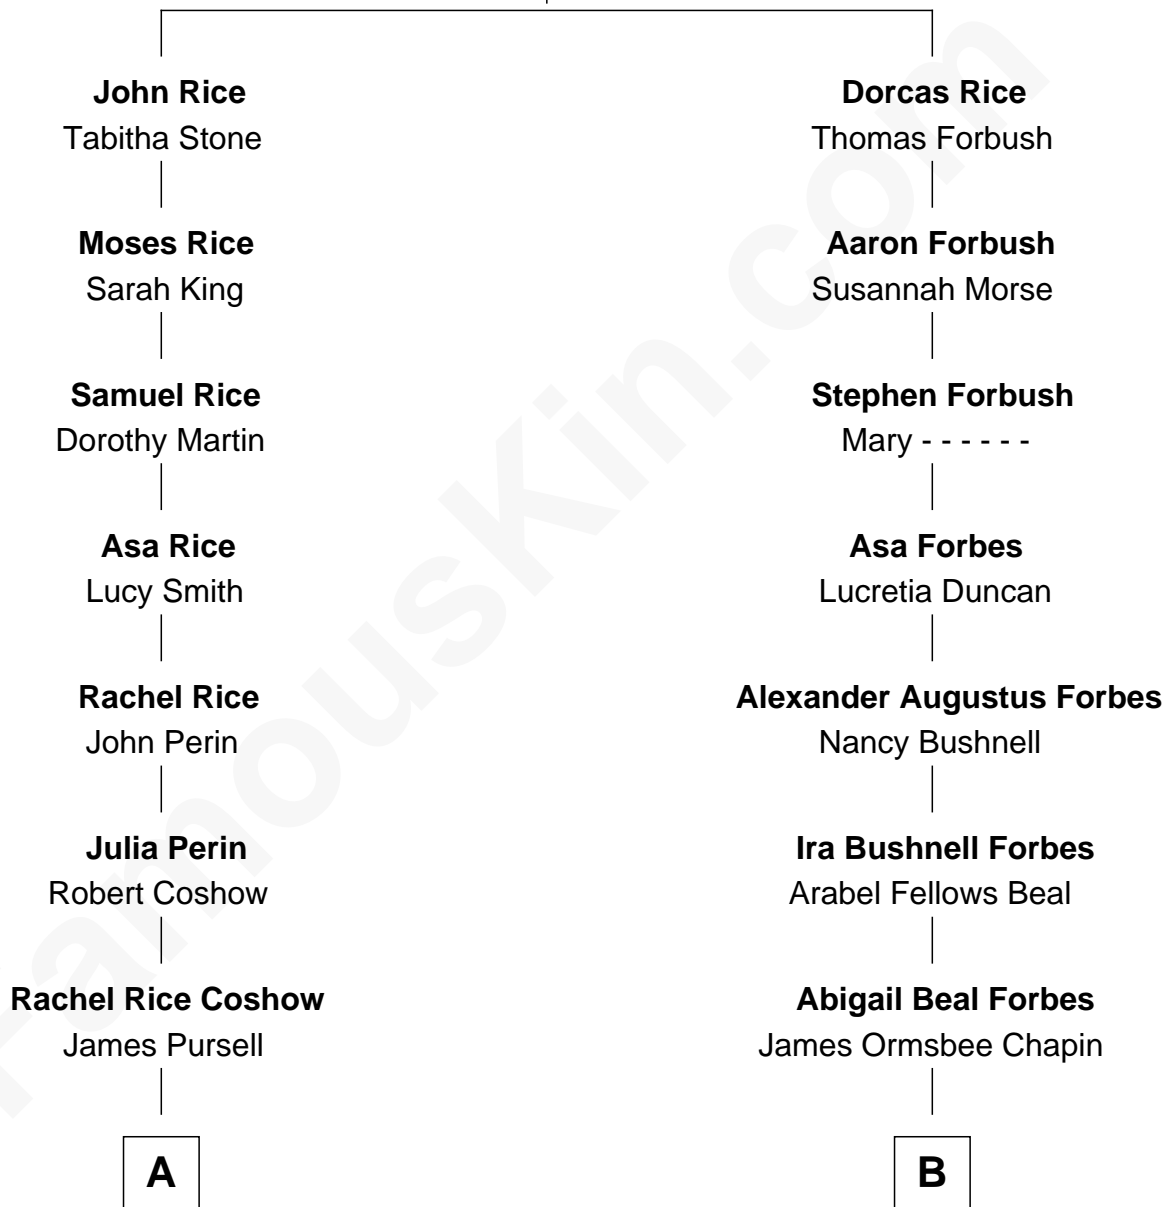 John Rice
Tabitha Stone
Dorcas Rice
Thomas Forbush
Moses Rice
Sarah King
Aaron Forbush
Susannah Morse
Samuel Rice
Dorothy Martin
Stephen Forbush
Mary - - - - - -
Asa Rice
Lucy Smith
Asa Forbes
Lucretia Duncan
Rachel Rice
John Perin
Alexander Augustus Forbes
Nancy Bushnell
Julia Perin
Robert Coshow
Ira Bushnell Forbes
Arabel Fellows Beal
Rachel Rice Coshow
James Pursell
Abigail Beal Forbes
James Ormsbee Chapin
A
B
FamousKin.com